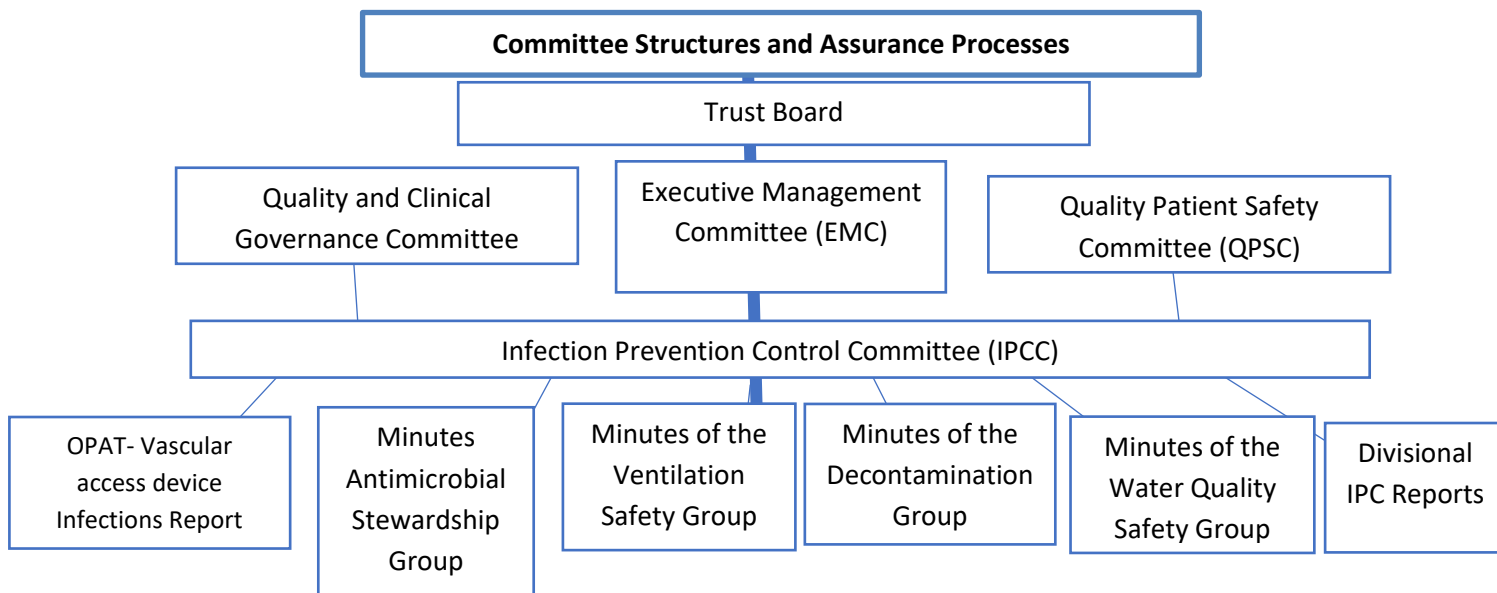 Committee Structures and Assurance Processes
Trust Board
Quality and Clinical
Governance Committee
Executive Management
Committee (EMC)
Quality Patient Safety
Committee (QPSC)
Infection Prevention Control Committee (IPCC)
OPAT- Vascular
access device
Infections Report
Minutes
Antimicrobial
Stewardship
Group
Minutes of the
Ventilation
Safety Group
Minutes of the
Decontamination
Group
Minutes of the
Water Quality
Safety Group
Divisional
IPC Reports